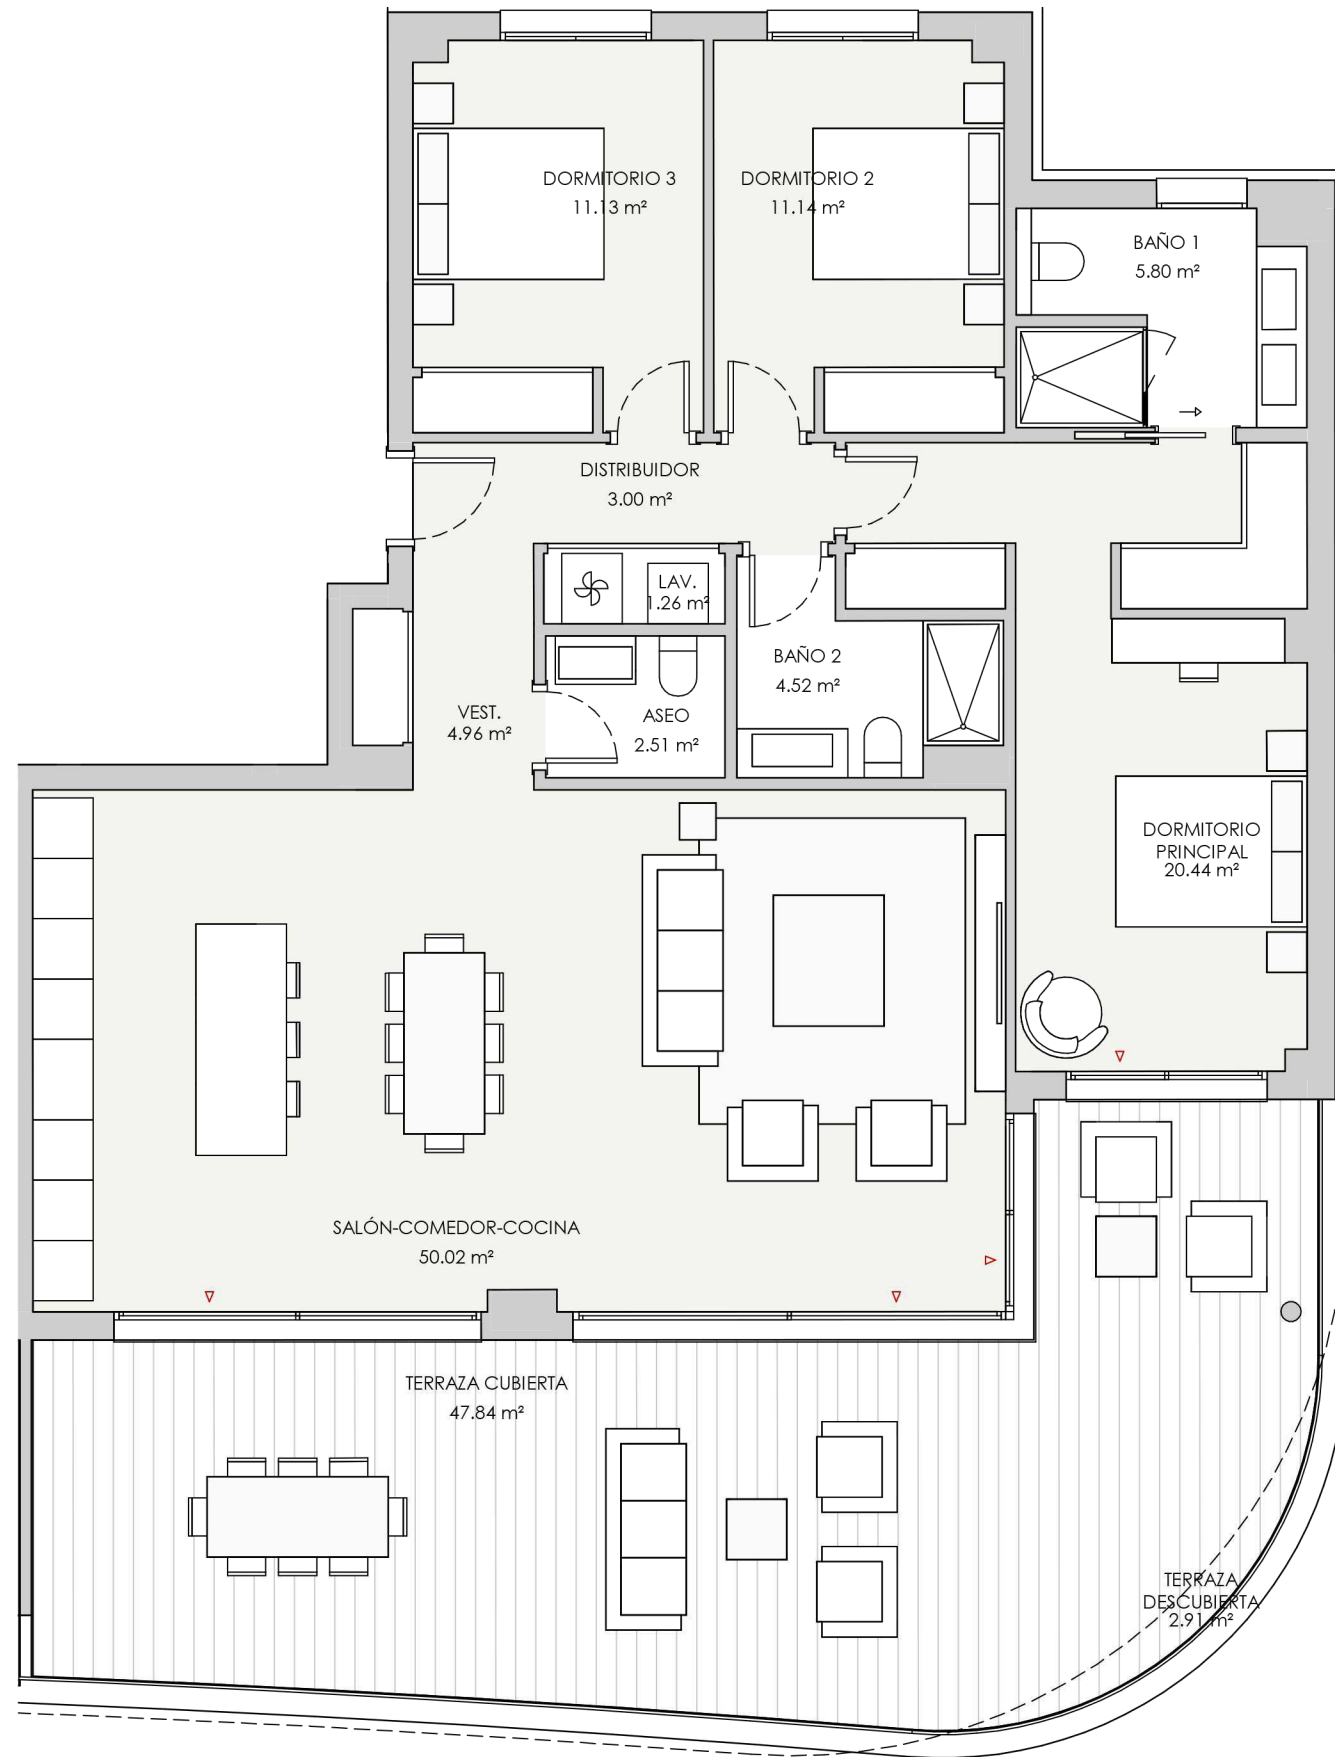 DORMITORIO 3
11.13 m²
DORMITORIO 2
11.14 m²
BAÑO 1
5.80 m²
DISTRIBUIDOR
3.00 m²
LAV.
1.26 m²
BAÑO 2
4.52 m²
VEST.
4.96 m²
ASEO
2.51 m²
DORMITORIO
PRINCIPAL
20.44 m²
SALÓN-COMEDOR-COCINA
50.02 m²
TERRAZA CUBIERTA
47.84 m²
TERRAZA
DESCUBIERTA
2.91 m²